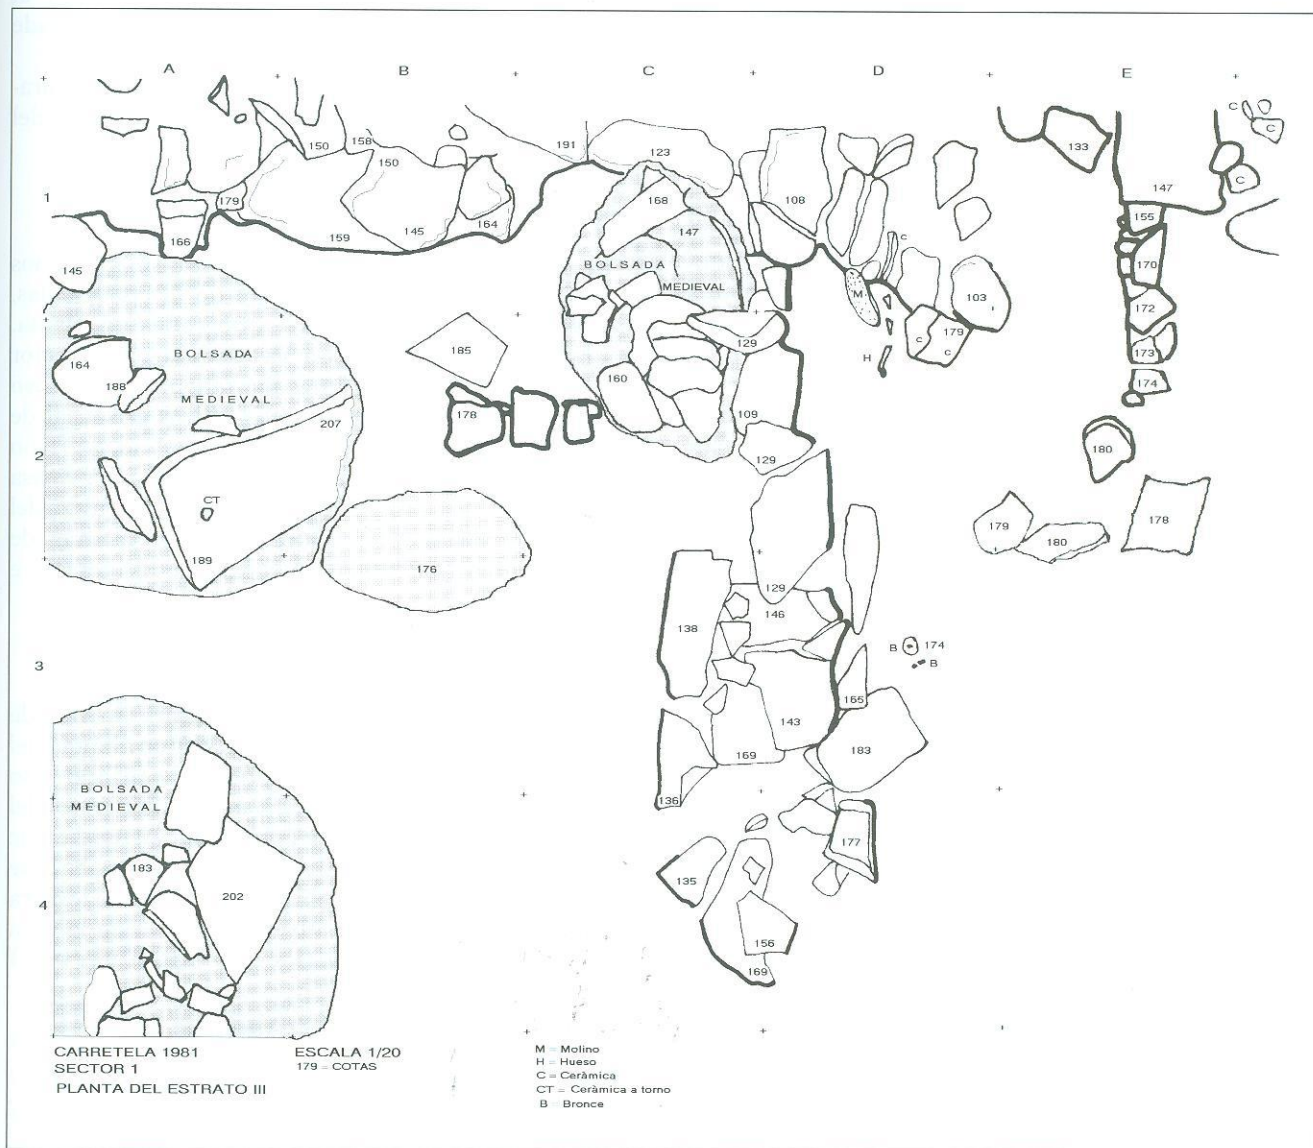 A B C D E
C
C
158 191 123 133
150 150
168 C
1 179 108 147
147 155
159 145 164
166 C
BOLSADA 170
145 MEDIEVAL
M 103
172
129 179
C
BOLSADA 185 C 173
164
H
188 160 174
MEDIEVAL
178 109
207
2 129 180
CT
179 178
180
189 176
129
146
138
B 174
3 B
165
143
169 183
BOLSADA
136
MEDIEVAL
177
183 135
202
4
156
169
CARRETELA 1981 ESCALA 1/20
SECTOR 1 179 = COTAS
PLANTA DEL ESTRATO III
M = Molino
H = Hueso
C = Ceràmica
CT = Ceràmica a torno
B = Bronce